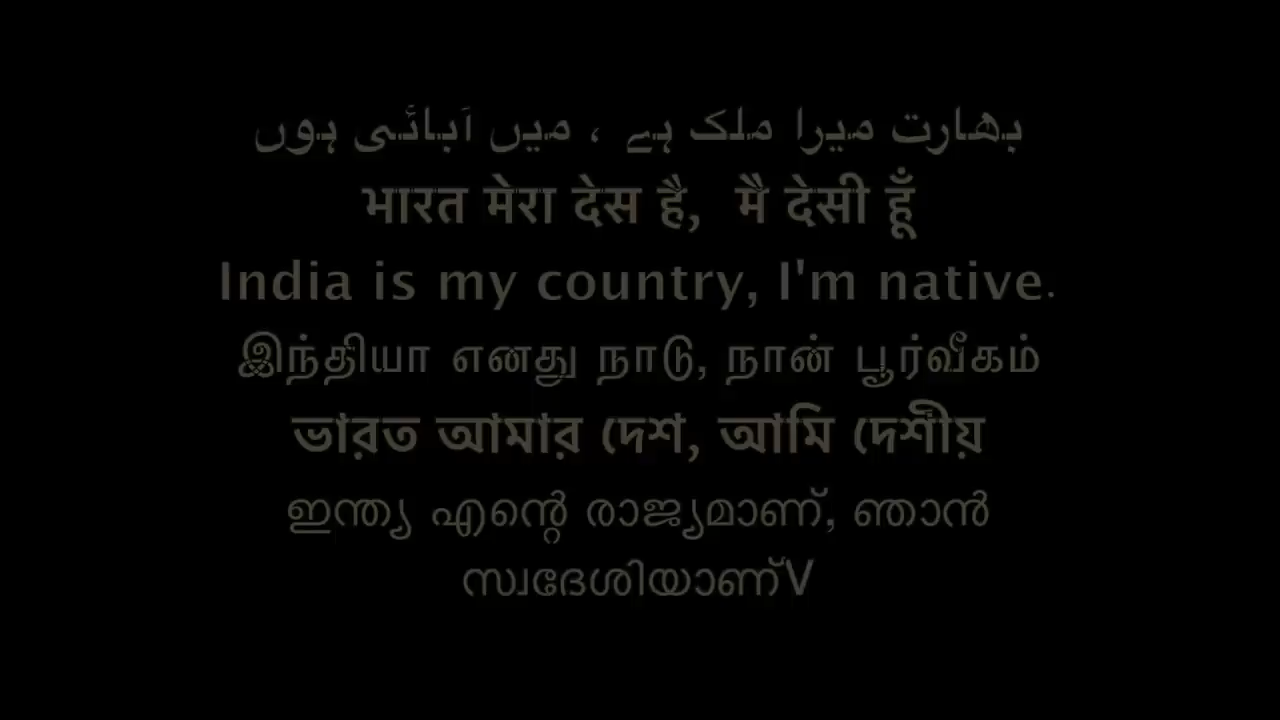 بھارت میرا ملک ہے ، میں آبائی ہوں
भारत मेरा देस है, मै देसी हूँ
India is my country, I'm native.
இந்தியா எனது நாடு, நான் பூர்வீகம்
ভারত আমার দেশ, আমি দেশীয়
ഇന്ത്യ എന്റെ രാജ്യമാണ്, ഞാൻ
സ്വദേശിയാണ്V